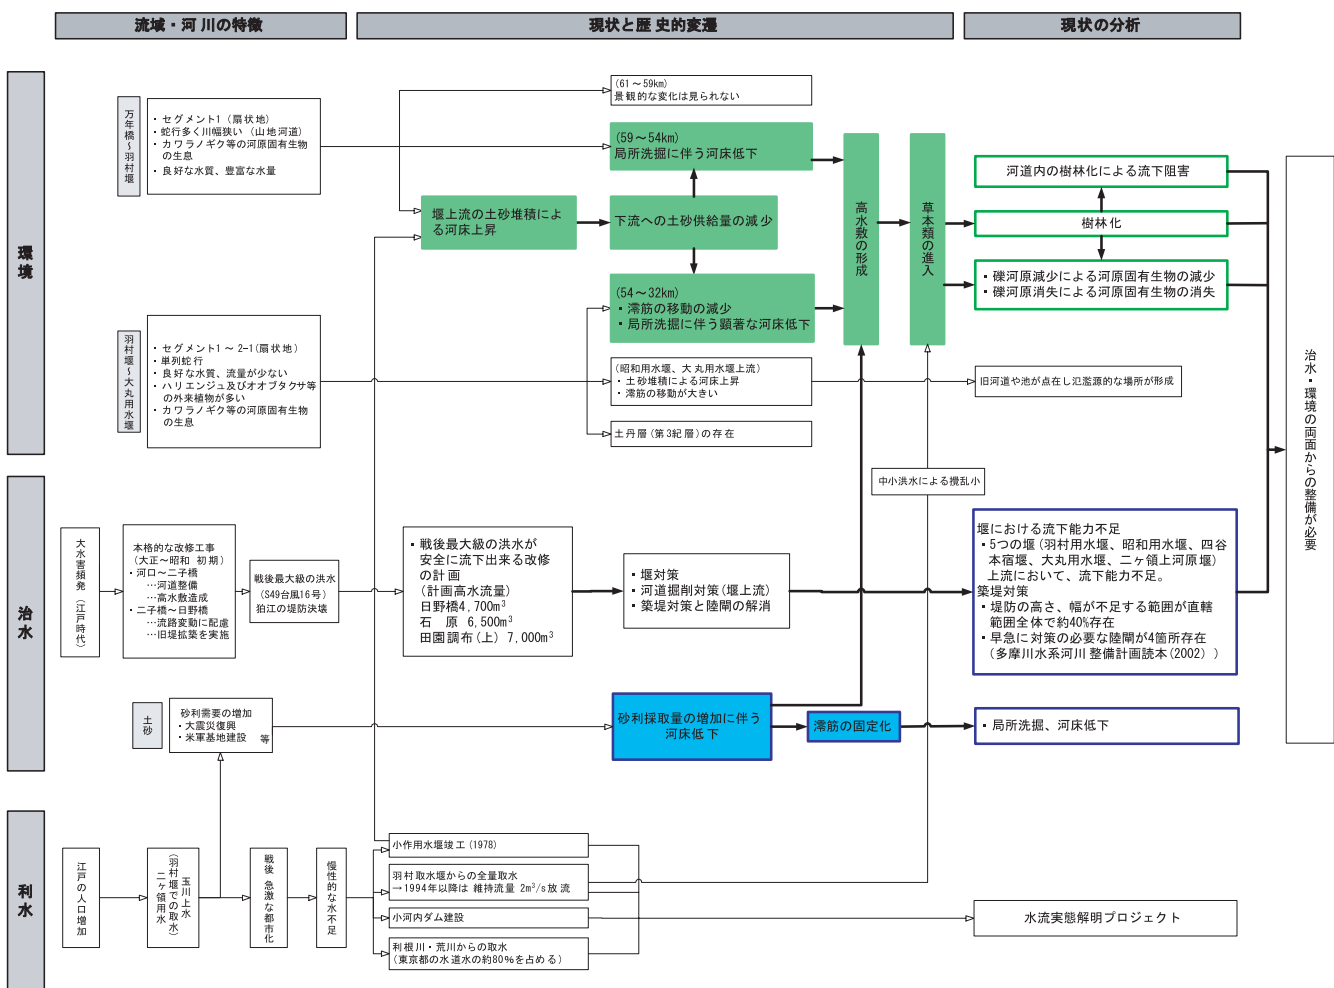 流域・河川の特徴
現状と歴史的変遷
現状の分析
環境
万年橋～羽村堰
・セグメント1（扇状地）
・蛇行多く川幅狭い（山地河道）
・カワラノギク等の河原固有生物
の生息
・良好な水質、豊富な水量
(61～59km)
景観的な変化は見られない
(59～54km)
局所洗掘に伴う河床低下
堰上流の土砂堆積によ
る河床上昇
下流への土砂供給量の減少
(54～32km)
・澪筋の移動の減少
・局所洗掘に伴う顕著な河床低下
高水敷の形成
草本類の進入
河道内の樹林化による流下阻害
樹林化
・礫河原減少による河原固有生物の減少
・礫河原消失による河原固有生物の消失
羽村堰～大丸用水堰
・セグメント1～2-1(扇状地)
・単列蛇行
・良好な水質、流量が少ない
・ハリエンジュ及びオオブタクサ等
の外来植物が多い
・カワラノギク等の河原固有生物
の生息
(昭和用水堰、大丸用水堰上流)
・土砂堆積による河床上昇
・澪筋の移動が大きい
土丹層(第3紀層)の存在
旧河道や池が点在し氾濫源的な場所が形成
治水・環境の両面からの整備が必要
中小洪水による攪乱小
治水
大水害頻発（江戸時代）
本格的な改修工事
(大正～昭和 初期)
・河口～二子橋
…河道整備
…高水敷造成
・二子橋～日野橋
…流路変動に配慮
…旧堤拡築を実施
戦後最大級の洪水
(S49台風16号)
狛江の堤防決壊
・戦後最大級の洪水が
安全に流下出来る改修
の計画
(計画高水流量)
日野橋4,700m³
石 原 6,500m³
田園調布(上) 7,000m³
・堰対策
・河道掘削対策(堰上流)
・築堤対策と陸閘の解消
堰における流下能力不足
・5つの堰(羽村用水堰、昭和用水堰、四谷
本宿堰、大丸用水堰、二ヶ領上河原堰)
上流において、流下能力不足。
築堤対策
・堤防の高さ、幅が不足する範囲が直轄
範囲全体で約40%存在
・早急に対策の必要な陸閘が4箇所存在
(多摩川水系河川整備計画読本(2002))
土砂
砂利需要の増加
・大震災復興
・米軍基地建設 等
砂利採取量の増加に伴う
河床低下
澪筋の固定化
・局所洗掘、河床低下
利水
江戸の人口増加
玉川上水
(羽村堰での取水)
二ヶ領用水
戦後 急激な都市化
慢性的な水不足
小作用水堰竣工(1978)
羽村取水堰からの全量取水
→1994年以降は維持流量 2m³/s放流
小河内ダム建設
利根川・荒川からの取水
(東京都の水道水の約80%を占める)
水流実態解明プロジェクト